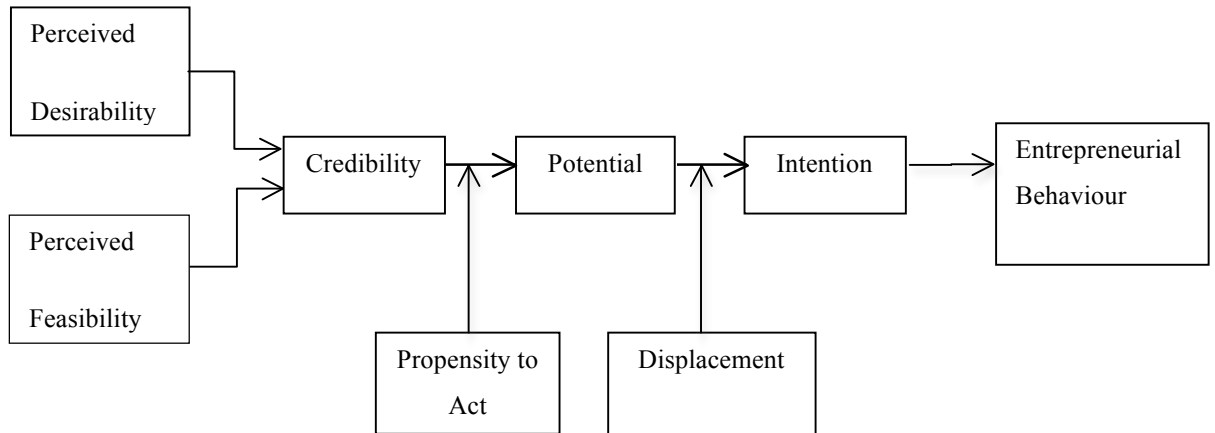 Perceived
Desirability
Credibility
Potential
Intention
Entrepreneurial
Behaviour
Perceived
Feasibility
Propensity to
Act
Displacement